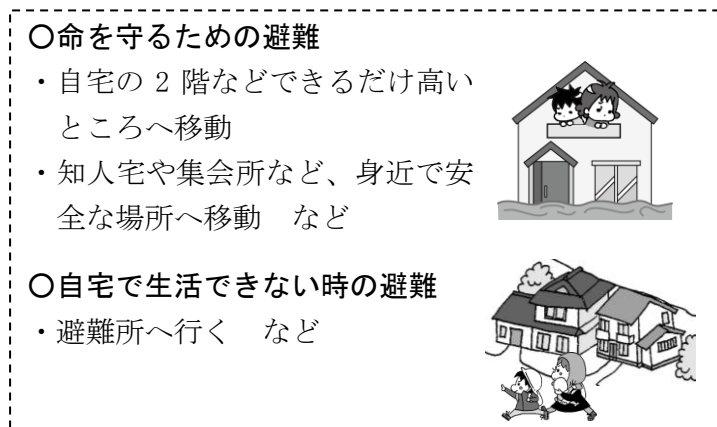 〇命を守るための避難
・自宅の 2 階などできるだけ高い
ところへ移動
・知人宅や集会所など、身近で安
全な場所へ移動　など
〇自宅で生活できない時の避難
・避難所へ行く　など